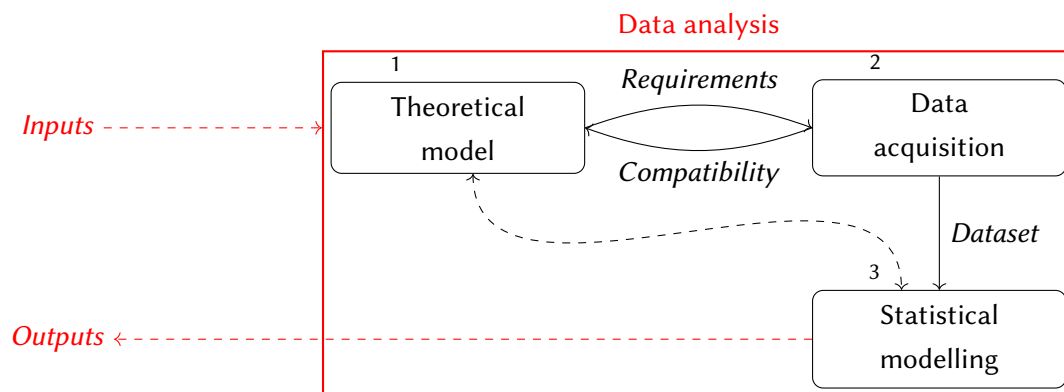 Data analysis
1
Theoretical
model
Requirements
Compatibility
2
Data
acquisition
Inputs
Dataset
3
Statistical
modelling
Outputs